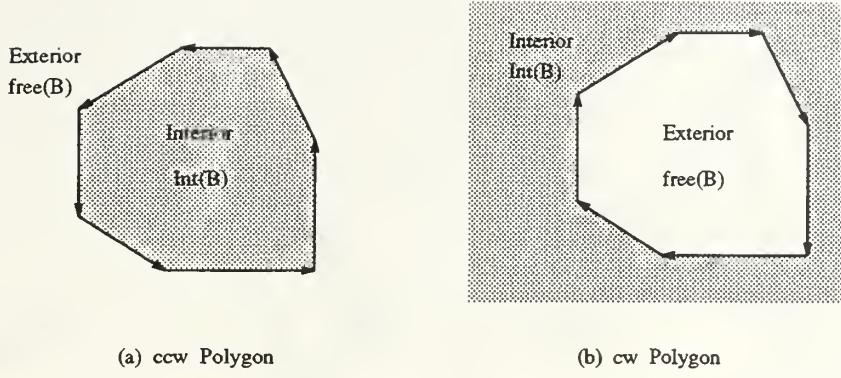 Exterior
free(B)
Interior
Int(B)
(a) ccw Polygon
Interior
Int(B)
Exterior
free(B)
(b) cw Polygon